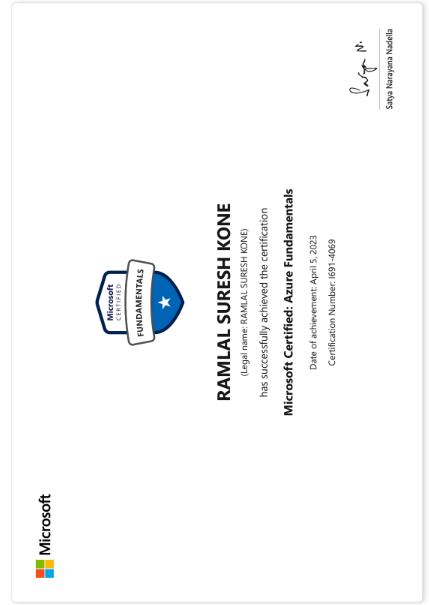 Microsoft
Microsoft
CERTIFIED
FUNDAMENTALS
RAMLAL SURESH KONE
(Legal name: RAMLAL SURESH KONE)
has successfully achieved the certification
Microsoft Certified: Azure Fundamentals
Date of achievement: April 5, 2023
Certification Number: I691-4069
Satya N.
Satya Narayana Nadella